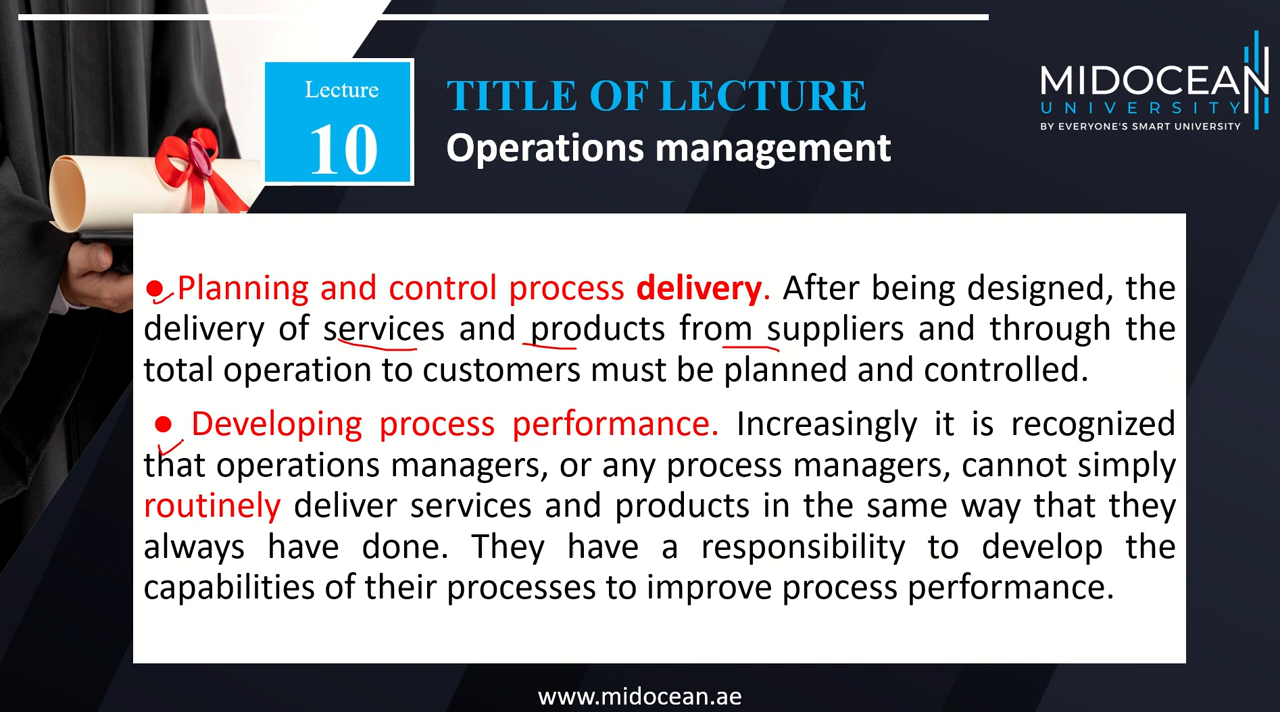 Lecture
10
TITLE OF LECTURE
Operations management
MIDOCEAN
UNIVERSITY
BY EVERYONE'S SMART UNIVERSITY
● Planning and control process delivery. After being designed, the
delivery of services and products from suppliers and through the
total operation to customers must be planned and controlled.
● Developing process performance. Increasingly it is recognized
that operations managers, or any process managers, cannot simply
routinely deliver services and products in the same way that they
always have done. They have a responsibility to develop the
capabilities of their processes to improve process performance.
www.midocean.ae